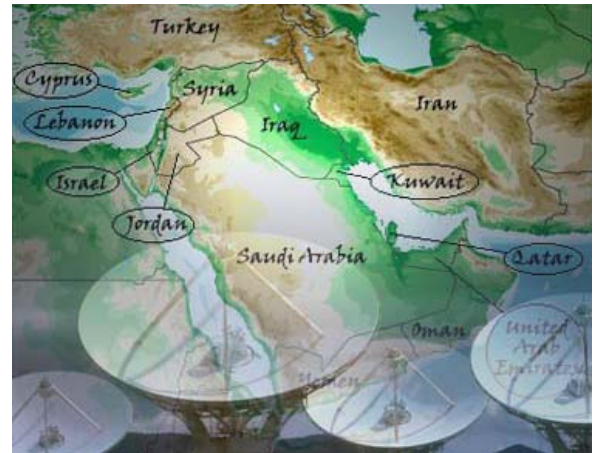 Turkey
Cyprus
Syria
Iran
Lebanon
Iraq
Israel
Kuwait
Jordan
Saudi Arabia
Qatar
Oman
United
Arab
Emirates
Yemen